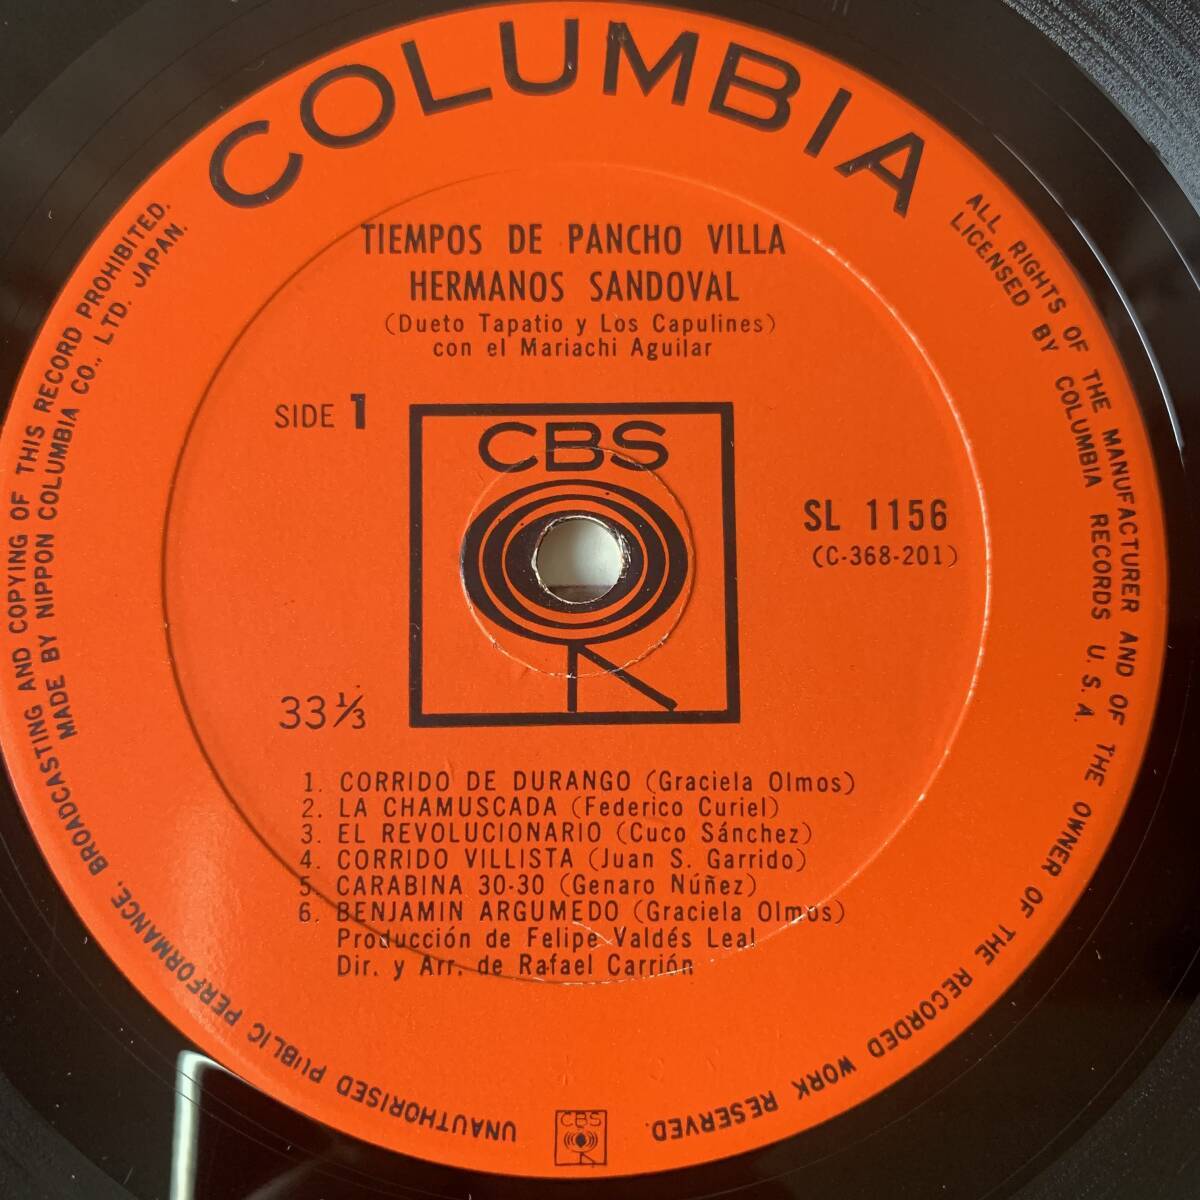 COLUMBIA
TIEMPOS DE PANCHO VILLA
HERMANOS SANDOVAL
(Dueto Tapatio y Los Capulines)
con el Mariachi Aguilar
SIDE 1
CBS
SL 1156
(C-368-201)
33 1/3
1. CORRIDO DE DURANGO (Graciela Olmos)
2. LA CHAMUSCADA (Federico Curiel)
3. EL REVOLUCIONARIO (Cuco Sánchez)
4. CORRIDO VILLISTA (Juan S. Garrido)
5. CARABINA 30-30 (Genaro Núñez)
6. BENJAMIN ARGUMEDO (Graciela Olmos)
Producción de Felipe Valdés Leal
Dir. y Arr. de Rafael Carrión
ALL RIGHTS OF THE MANUFACTURER AND OF THE OWNER OF THE RECORDED WORK RESERVED.
LICENSED BY COLUMBIA RECORDS U.S.A.
UNAUTHORISED PUBLIC PERFORMANCE, BROADCASTING AND COPYING OF THIS RECORD PROHIBITED.
MADE BY NIPPON COLUMBIA CO., LTD. JAPAN.
CBS